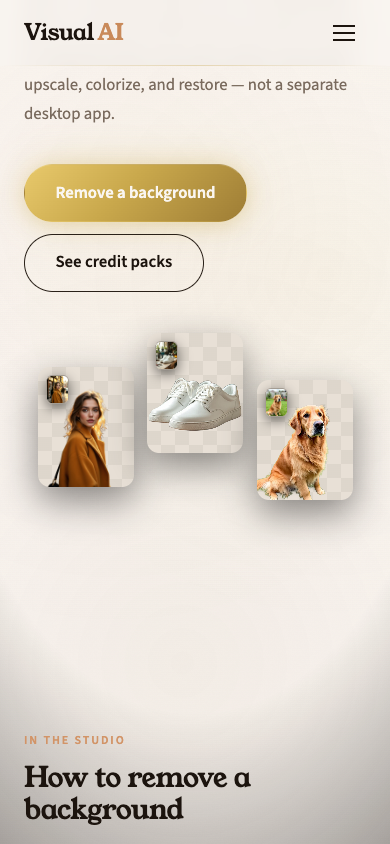 Visual AI
upscale, colorize, and restore — not a separate
desktop app.
Remove a background
See credit packs
IN THE STUDIO
How to remove a
background